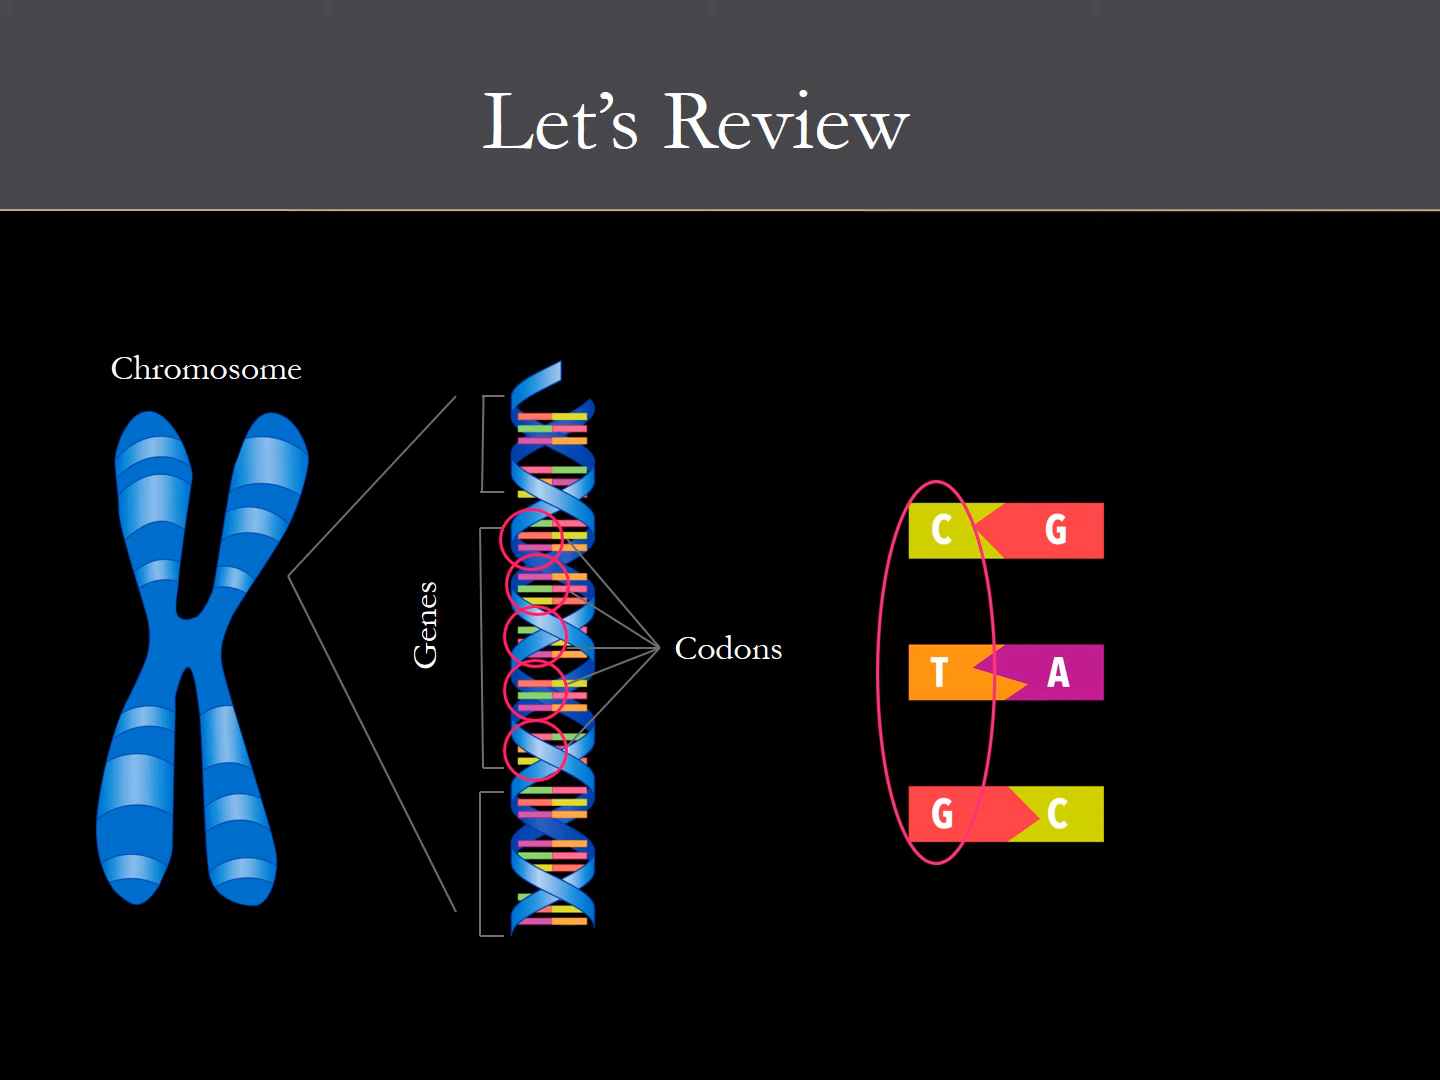 Let's Review
Chromosome
Genes
Codons
C G
T A
G C